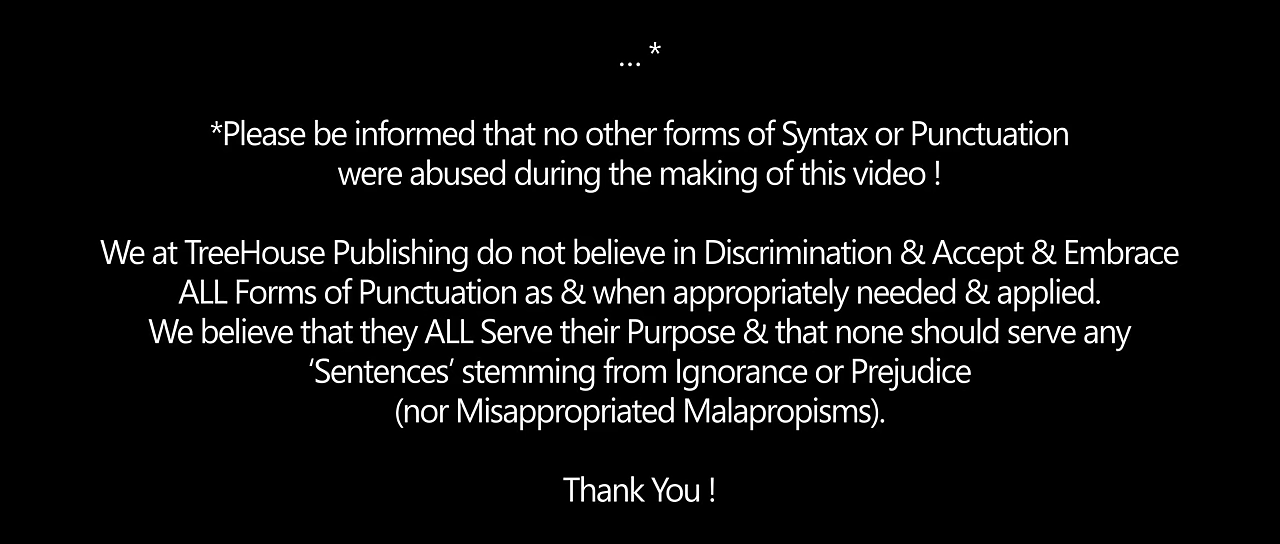 ... *
*Please be informed that no other forms of Syntax or Punctuation
were abused during the making of this video !
We at TreeHouse Publishing do not believe in Discrimination & Accept & Embrace
ALL Forms of Punctuation as & when appropriately needed & applied.
We believe that they ALL Serve their Purpose & that none should serve any
‘Sentences’ stemming from Ignorance or Prejudice
(nor Misappropriated Malapropisms).
Thank You !